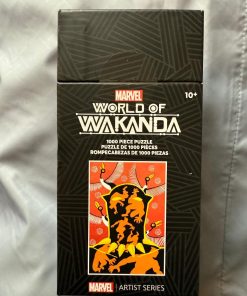 MARVEL
WORLD OF
WAKANDA
10+
1000 PIECE PUZZLE
PUZZLE DE 1000 PIÈCES
ROMPECABEZAS DE 1000 PIEZAS
MARVEL | ARTIST SERIES